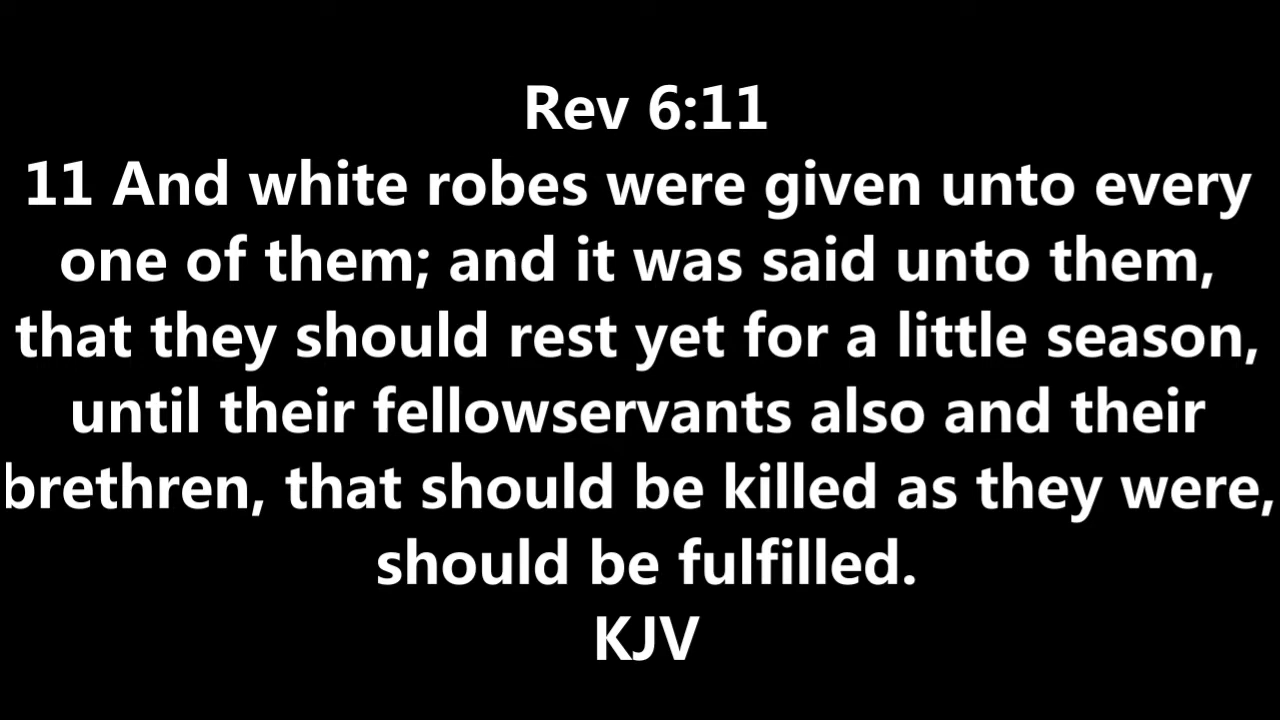 Rev 6:11
11 And white robes were given unto every
one of them; and it was said unto them,
that they should rest yet for a little season,
until their fellowservants also and their
brethren, that should be killed as they were,
should be fulfilled.
KJV